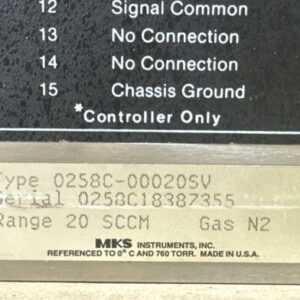 12 Signal Common
13 No Connection
14 No Connection
15 Chassis Ground
*Controller Only
Type 0258C-00020SV
Serial 0258C18387355
Range 20 SCCM Gas N2
MKS INSTRUMENTS, INC.
REFERENCED TO 0° C AND 760 TORR. MADE IN U.S.A.